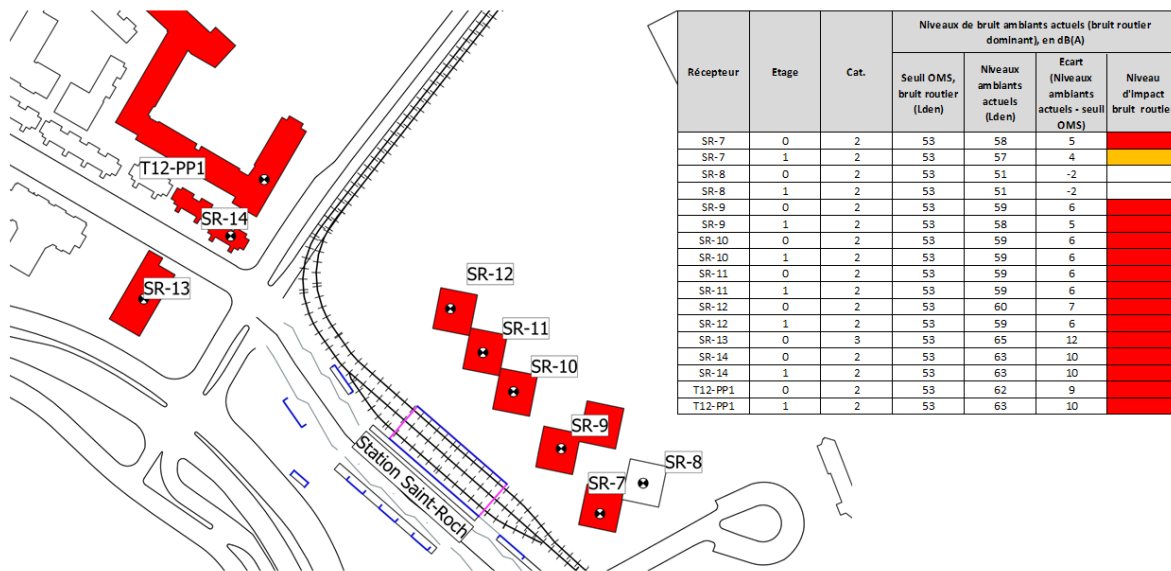 T12-PP1
SR-14
SR-13
SR-12
SR-11
SR-10
SR-9
SR-8
SR-7
Station Saint-Roch
Récepteur Etage Cat. Niveaux de bruit ambiants actuels (bruit routier dominant), en dB(A)
Seuil OMS, bruit routier (Lden) Niveaux ambiants actuels (Lden) Ecart (Niveaux ambiants actuels - seuil OMS) Niveau d'impact bruit routier
SR-7 0 2 53 58 5
SR-7 1 2 53 57 4
SR-8 0 2 53 51 -2
SR-8 1 2 53 51 -2
SR-9 0 2 53 59 6
SR-9 1 2 53 58 5
SR-10 0 2 53 59 6
SR-10 1 2 53 59 6
SR-11 0 2 53 59 6
SR-11 1 2 53 59 6
SR-12 0 2 53 60 7
SR-12 1 2 53 59 6
SR-13 0 3 53 65 12
SR-14 0 2 53 63 10
SR-14 1 2 53 63 10
T12-PP1 0 2 53 62 9
T12-PP1 1 2 53 63 10